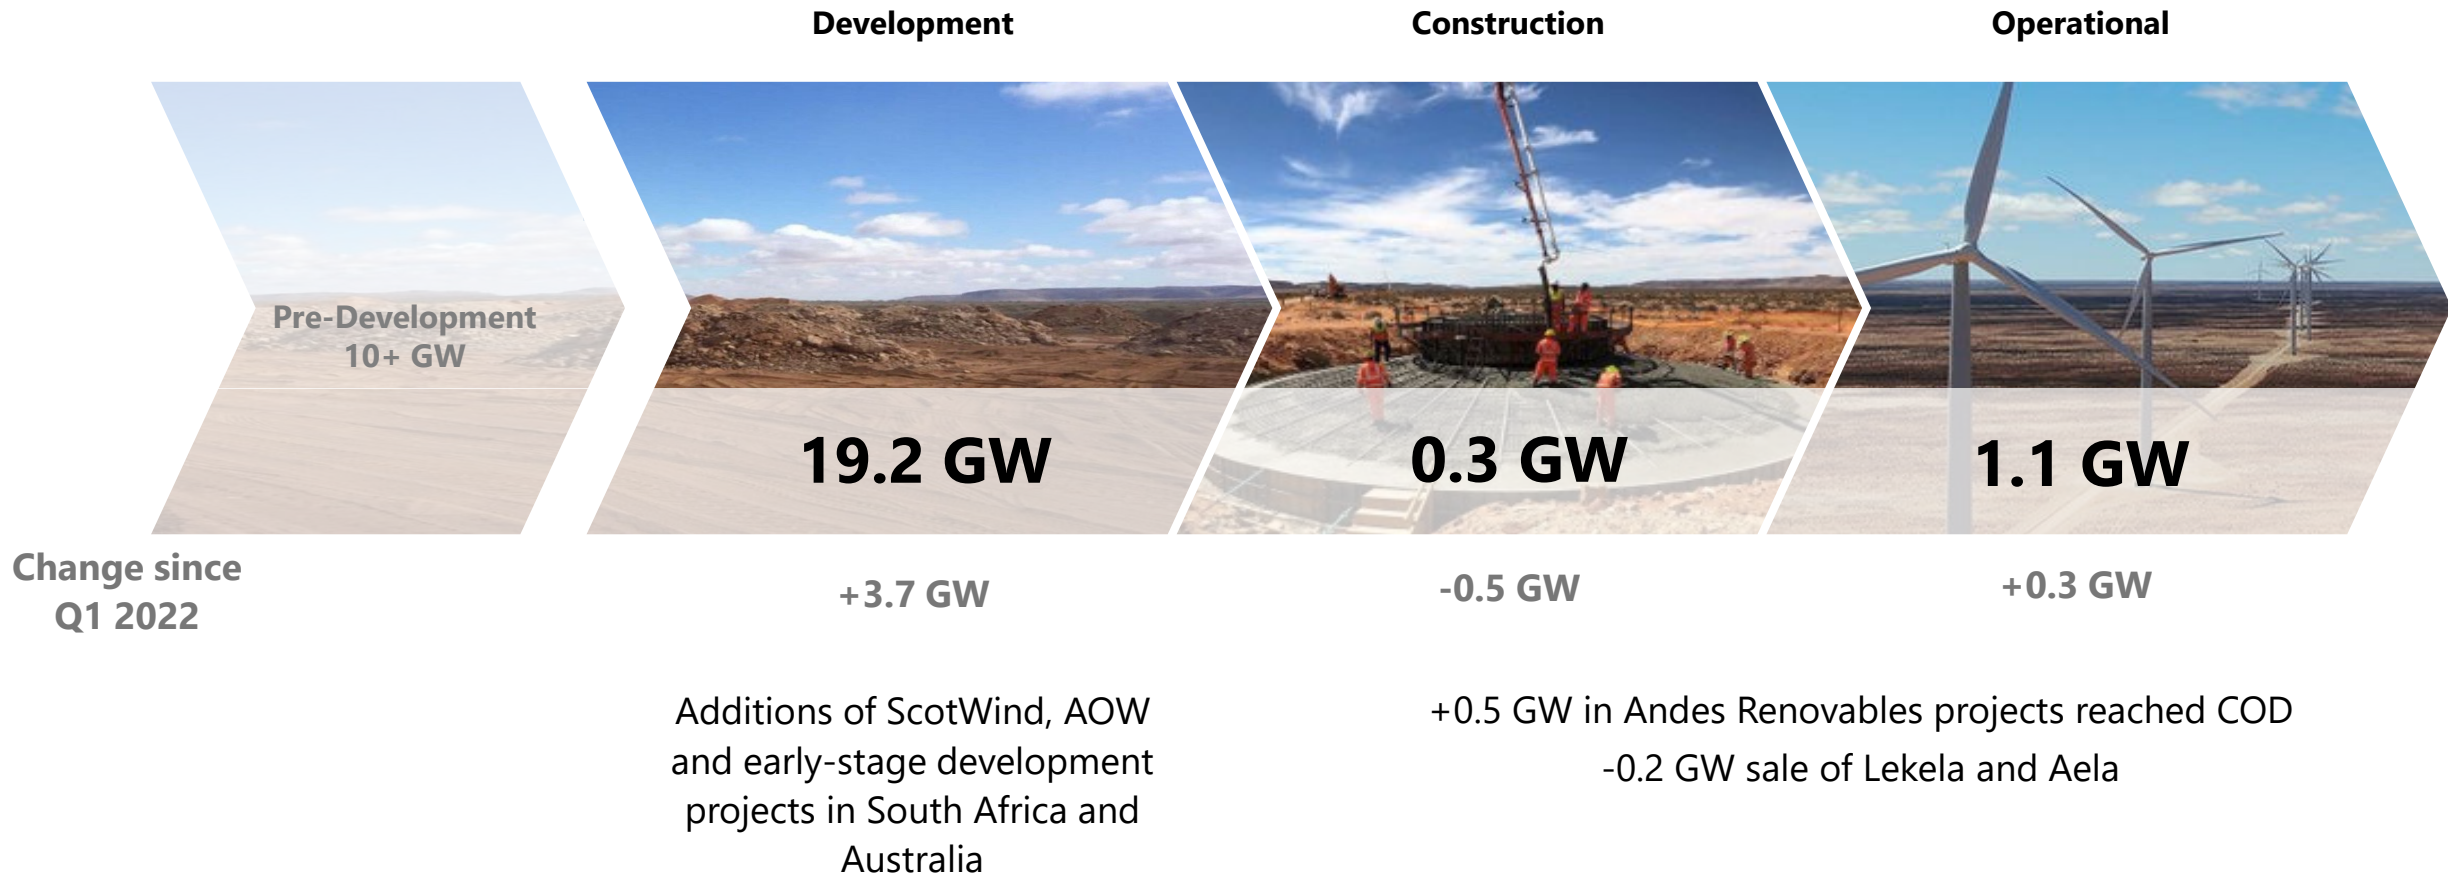 Development
Construction
Operational
Pre-Development
10+ GW
19.2 GW
0.3 GW
1.1 GW
Change since
Q1 2022
+3.7 GW
-0.5 GW
+0.3 GW
Additions of ScotWind, AOW
and early-stage development
projects in South Africa and
Australia
+0.5 GW in Andes Renovables projects reached COD
-0.2 GW sale of Lekela and Aela